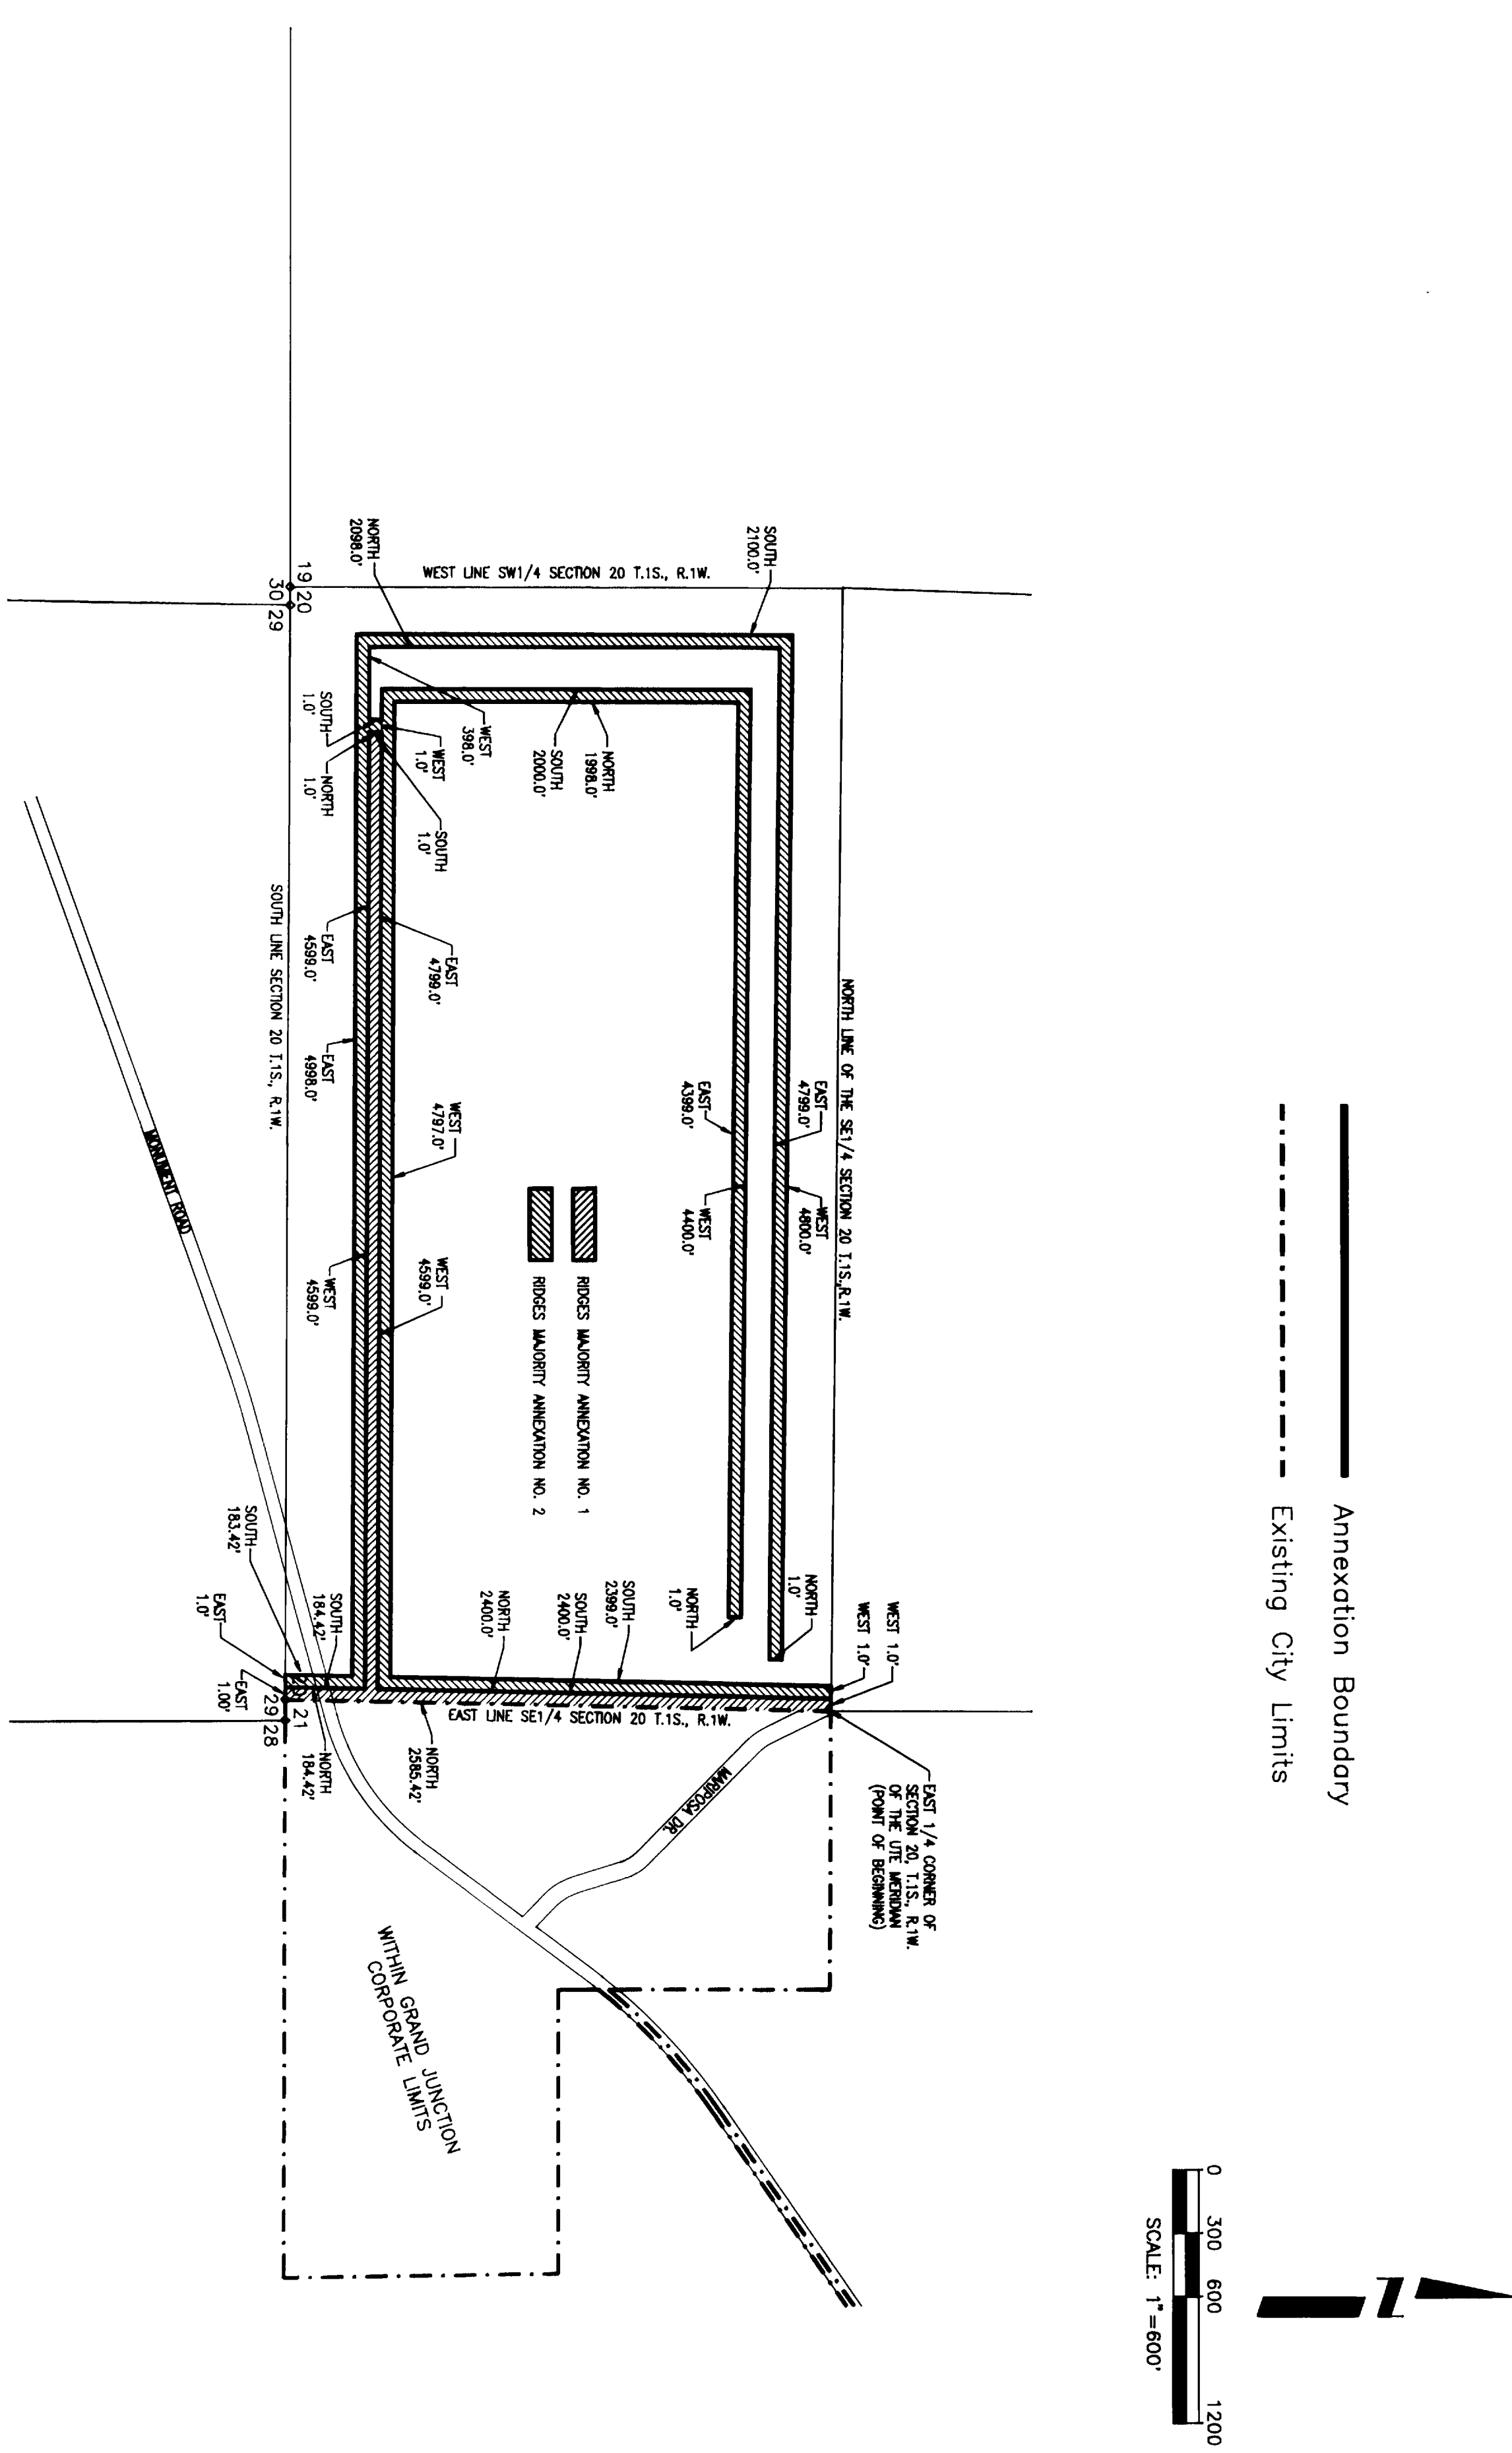 Annexation Boundary
Existing City Limits
0 300 600 1200
SCALE: 1"=600'
EAST 1/4 CORNER OF
SECTION 20, T.1S., R.1W.
OF THE UTE MERIDIAN
(POINT OF BEGINNING)
WEST 1.0'
WEST 1.0'
NORTH LINE OF THE SE1/4 SECTION 20 T.1S.,R.1W.
SOUTH
2100.0'
EAST
4799.0'
WEST
4800.0'
NORTH
1.0'
WEST LINE SW1/4 SECTION 20 T.1S., R.1W.
EAST
4399.0'
WEST
4400.0'
NORTH
1.0'
MARIPOSA DR.
NORTH
1998.0'
SOUTH
2000.0'
SOUTH
2399.0'
SOUTH
2400.0'
NORTH
2400.0'
RIDGES MAJORITY ANNEXATION NO. 1
RIDGES MAJORITY ANNEXATION NO. 2
EAST LINE SE1/4 SECTION 20 T.1S., R.1W.
WEST
398.0'
WEST
1.0'
SOUTH
1.0'
EAST
4799.0'
WEST
4797.0'
WEST
4599.0'
NORTH
2585.42'
NORTH
2098.0'
SOUTH
1.0'
NORTH
1.0'
EAST
4599.0'
EAST
4998.0'
WEST
4599.0'
SOUTH
184.42'
NORTH
184.42'
WITHIN GRAND JUNCTION
CORPORATE LIMITS
19 20
30 29
SOUTH LINE SECTION 20 T.1S., R.1W.
SOUTH
183.42'
EAST
1.0'
EAST
1.00'
20 21
29 28
MONUMENT ROAD